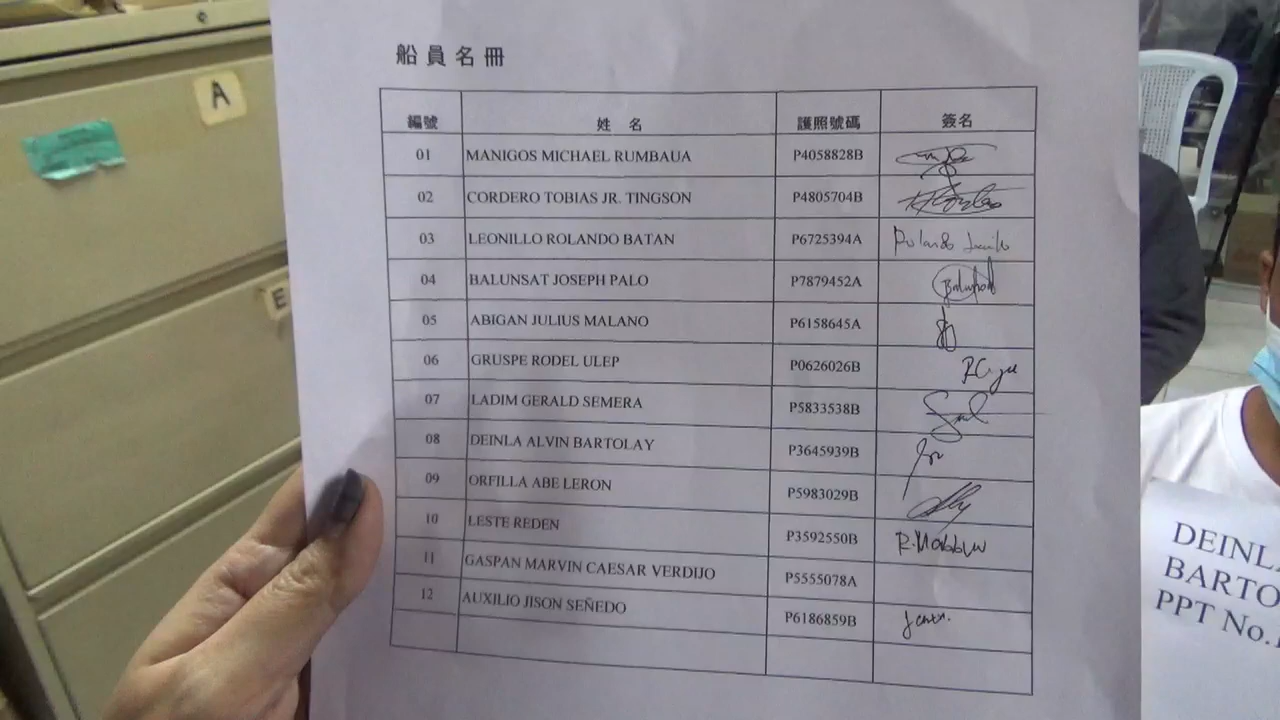 A
E
船員名冊
編號 姓名 護照號碼 簽名
01 MANIGOS MICHAEL RUMBAUA P4058828B
02 CORDERO TOBIAS JR. TINGSON P4805704B
03 LEONILLO ROLANDO BATAN P6725394A Rolando
04 BALUNSAT JOSEPH PALO P7879452A
05 ABIGAN JULIUS MALANO P6158645A
06 GRUSPE RODEL ULEP P0626026B
07 LADIM GERALD SEMERA P5833538B
08 DEINLA ALVIN BARTOLAY P3645939B
09 ORFILLA ABE LERON P5983029B
10 LESTE REDEN P3592550B
11 GASPAN MARVIN CAESAR VERDIJO P5555078A
12 AUXILIO JISON SEÑEDO P6186859B
DEINLA
BARTO
PPT No.